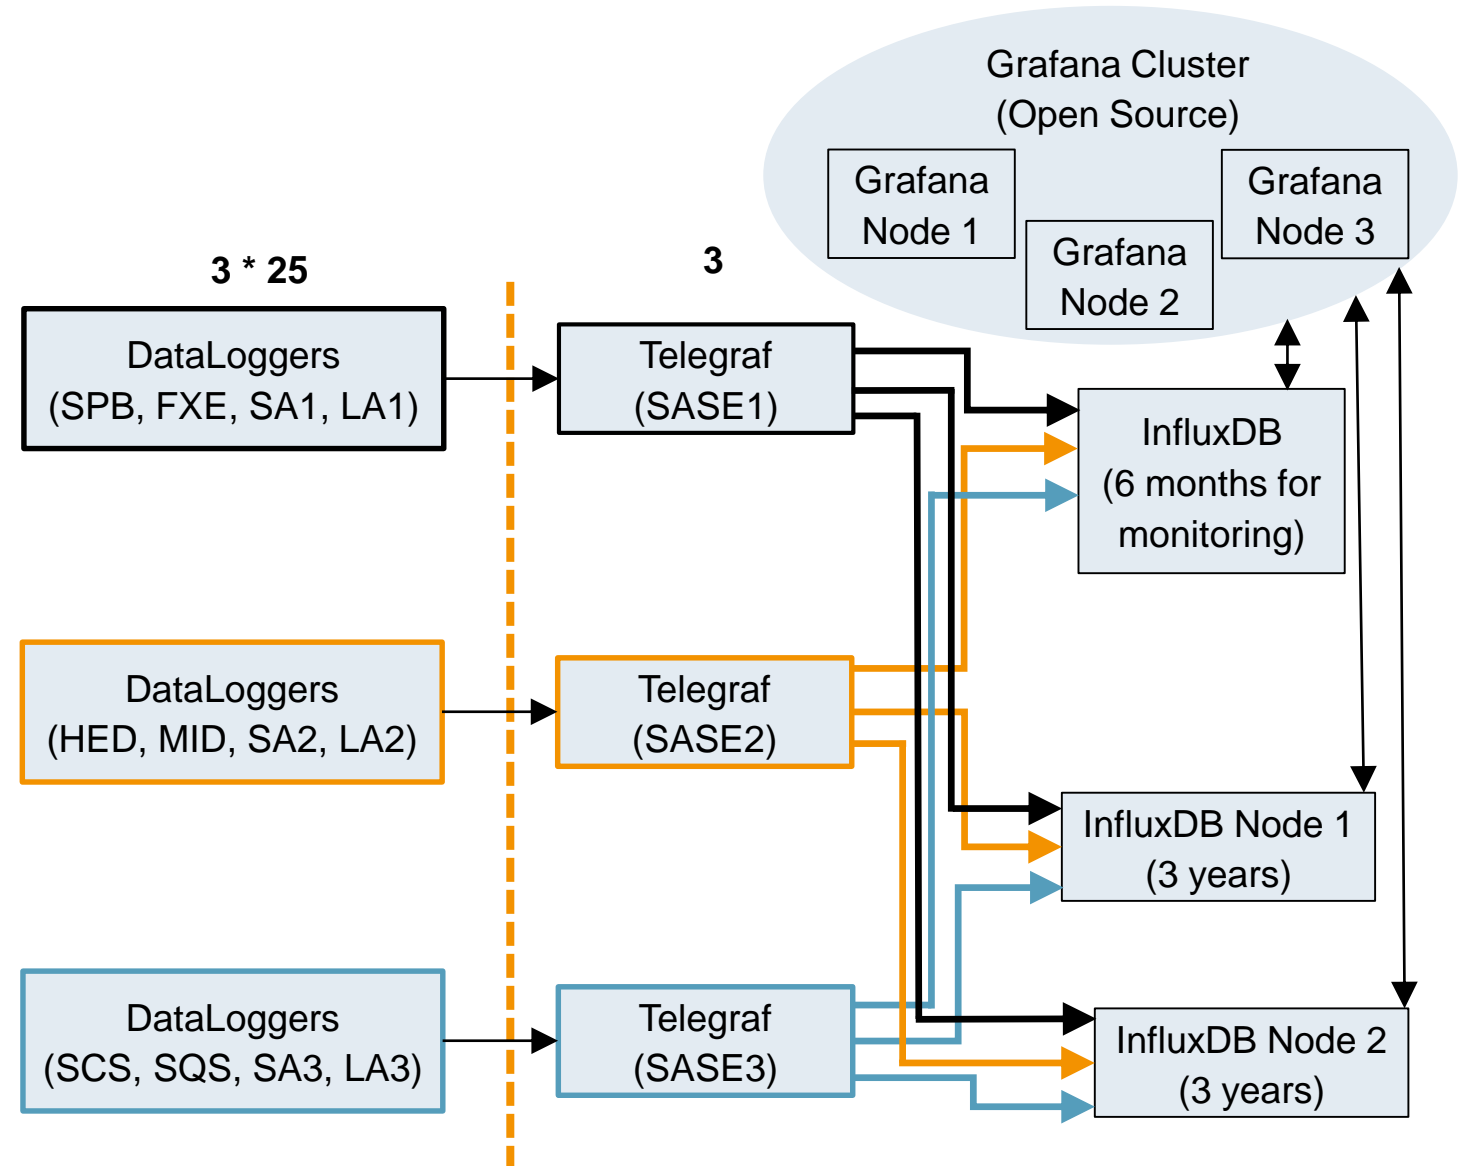 Grafana Cluster
(Open Source)
Grafana
Node 1
Grafana
Node 2
Grafana
Node 3
3 * 25
3
DataLoggers
(SPB, FXE, SA1, LA1)
Telegraf
(SASE1)
InfluxDB
(6 months for
monitoring)
DataLoggers
(HED, MID, SA2, LA2)
Telegraf
(SASE2)
InfluxDB Node 1
(3 years)
DataLoggers
(SCS, SQS, SA3, LA3)
Telegraf
(SASE3)
InfluxDB Node 2
(3 years)